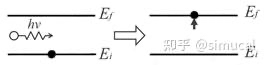 E_f
E_f
hν
E_i
E_i
知乎 @simucal